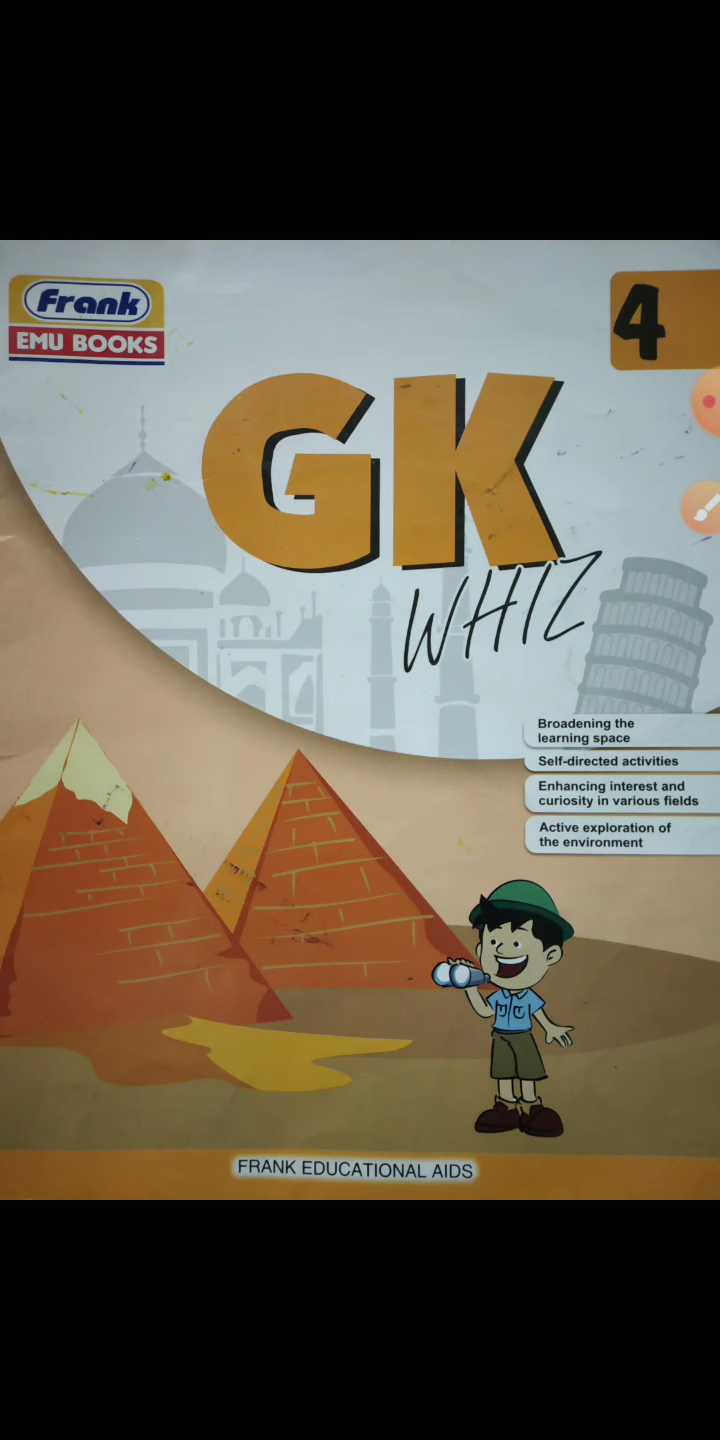 Frank
EMU BOOKS
4
GK
WHIZ
Broadening the
learning space
Self-directed activities
Enhancing interest and
curiosity in various fields
Active exploration of
the environment
FRANK EDUCATIONAL AIDS